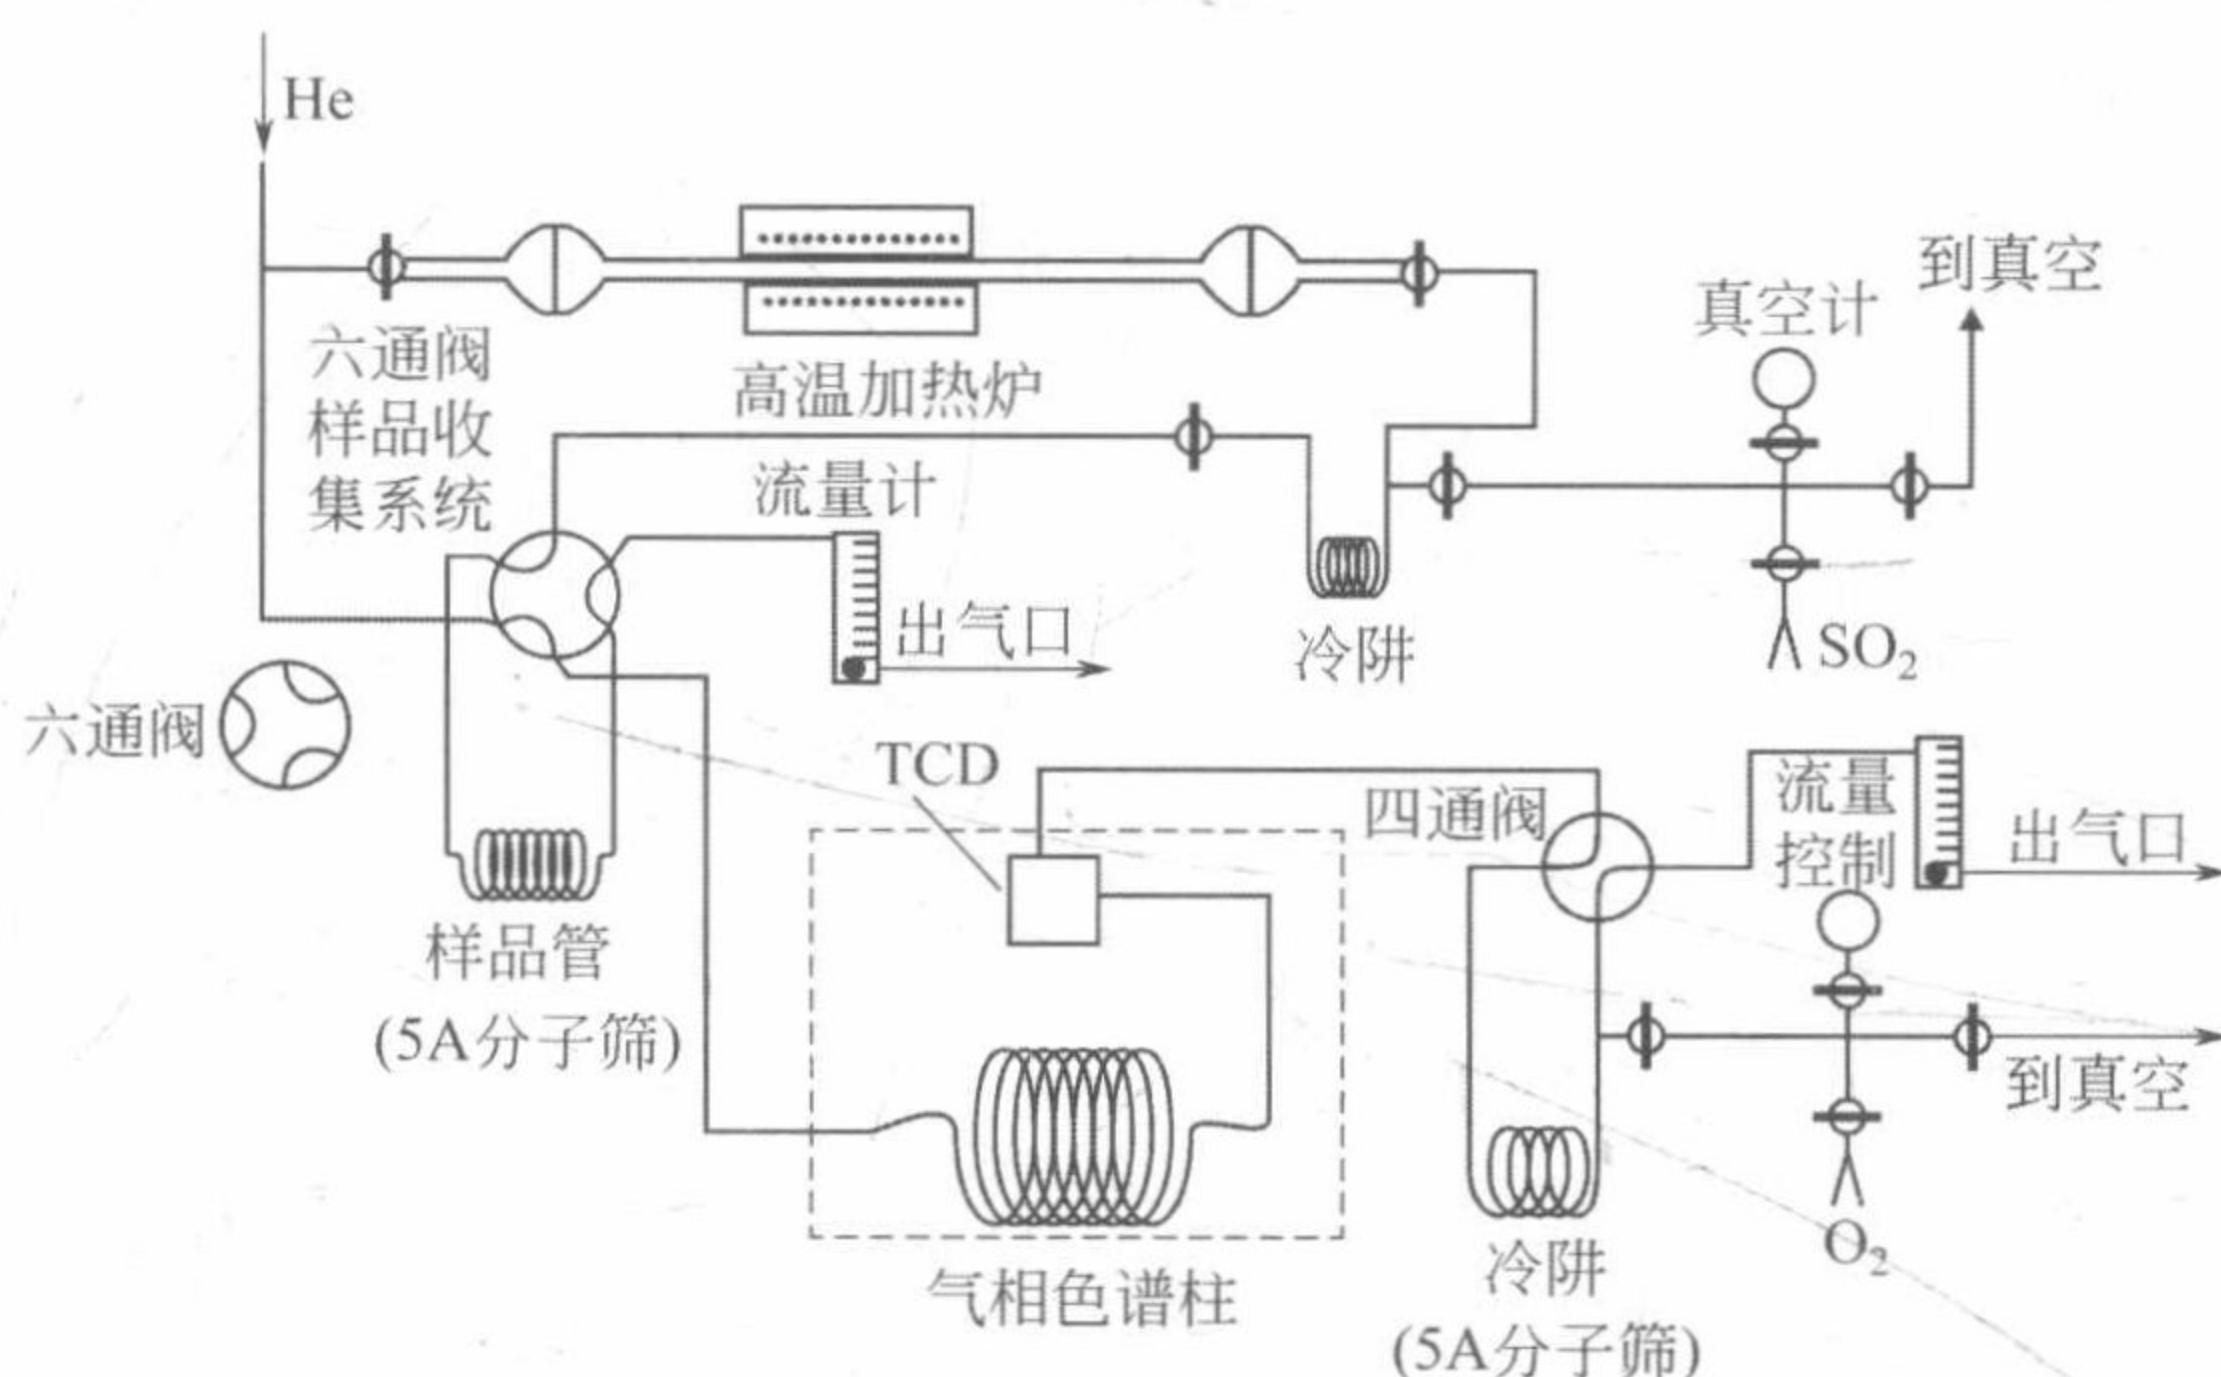 He
到真空
真空计
六通阀
样品收
集系统
高温加热炉
流量计
出气口
冷阱
SO₂
六通阀
TCD
四通阀
流量
控制
出气口
样品管
(5A分子筛)
到真空
O₂
气相色谱柱
冷阱
(5A分子筛)